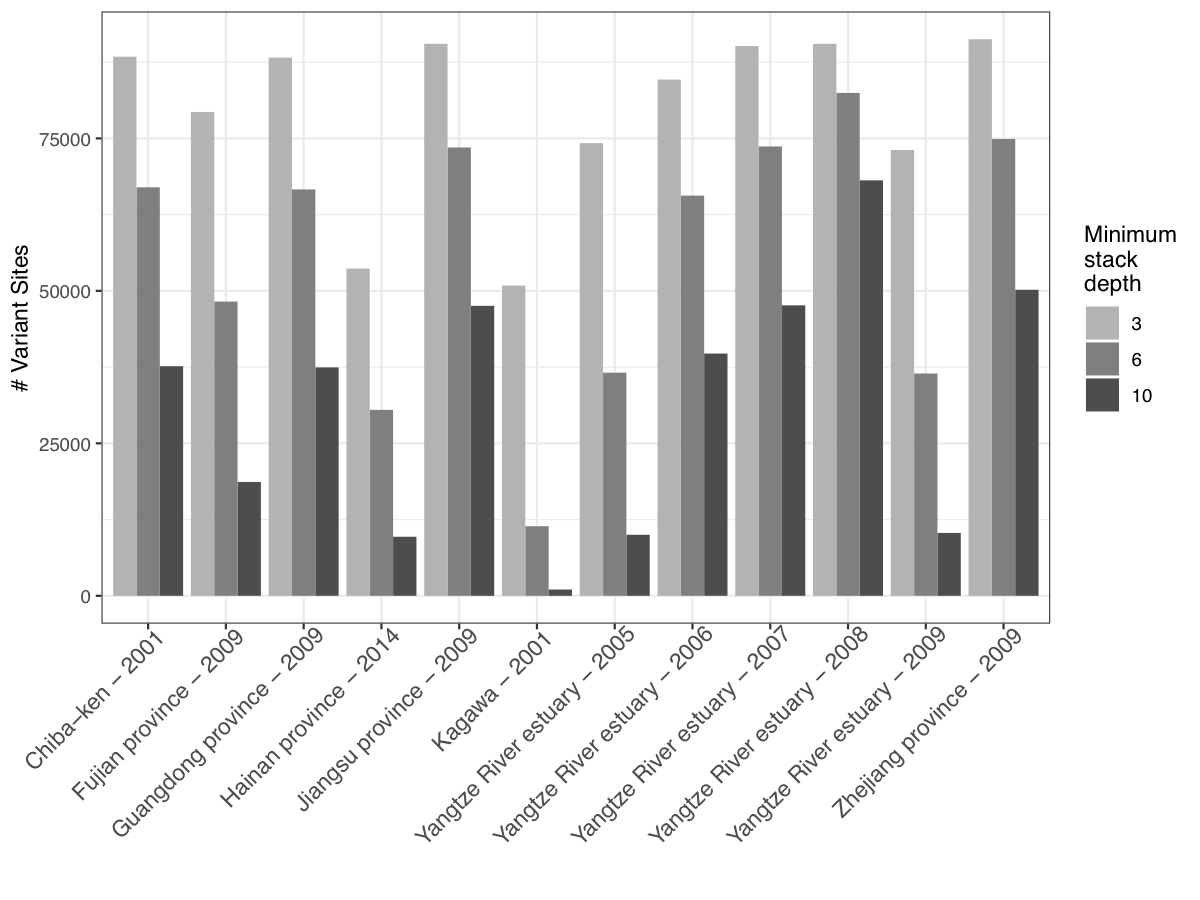 # Variant Sites
75000
50000
25000
0
Chiba–ken – 2001
Fujian province – 2009
Guangdong province – 2009
Hainan province – 2014
Jiangsu province – 2009
Kagawa – 2001
Yangtze River estuary – 2005
Yangtze River estuary – 2006
Yangtze River estuary – 2007
Yangtze River estuary – 2008
Yangtze River estuary – 2009
Zhejiang province – 2009
Minimum
stack
depth
3
6
10